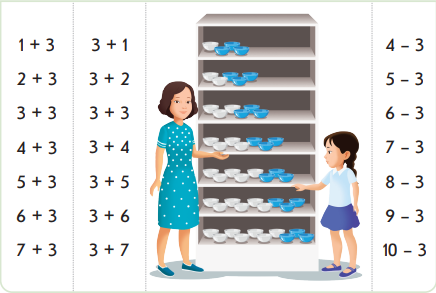 1 + 3 3 + 1 4 – 3
2 + 3 3 + 2 5 – 3
3 + 3 3 + 3 6 – 3
4 + 3 3 + 4 7 – 3
5 + 3 3 + 5 8 – 3
6 + 3 3 + 6 9 – 3
7 + 3 3 + 7 10 – 3